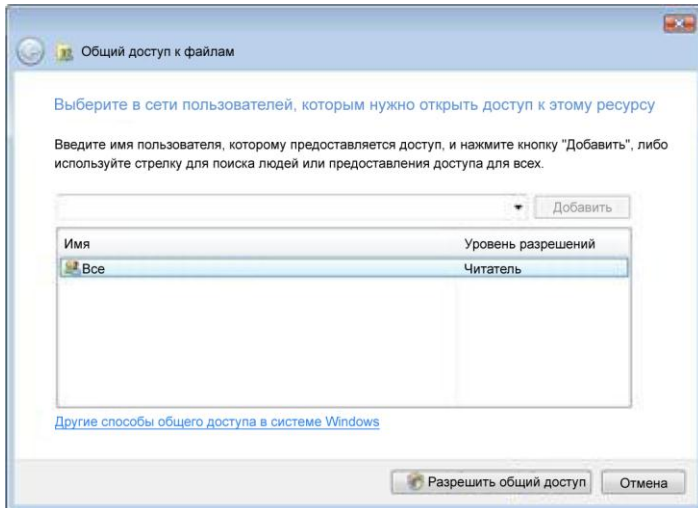 Общий доступ к файлам
Выберите в сети пользователей, которым нужно открыть доступ к этому ресурсу
Введите имя пользователя, которому предоставляется доступ, и нажмите кнопку "Добавить", либо
используйте стрелку для поиска людей или предоставления доступа для всех.
Добавить
Имя Уровень разрешений
Все Читатель
Другие способы общего доступа в системе Windows
Разрешить общий доступ Отмена